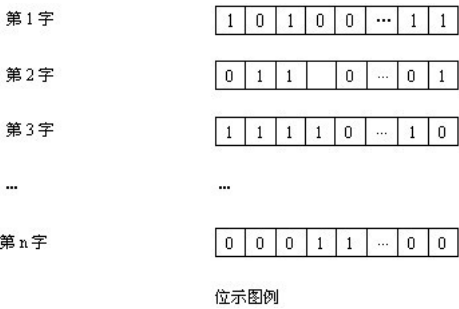 第1字 1 0 1 0 0 ··· 1 1
第2字 0 1 1 0 ··· 0 1
第3字 1 1 1 1 0 ··· 1 0
··· ···
第n字 0 0 0 1 1 ··· 0 0
位示图例